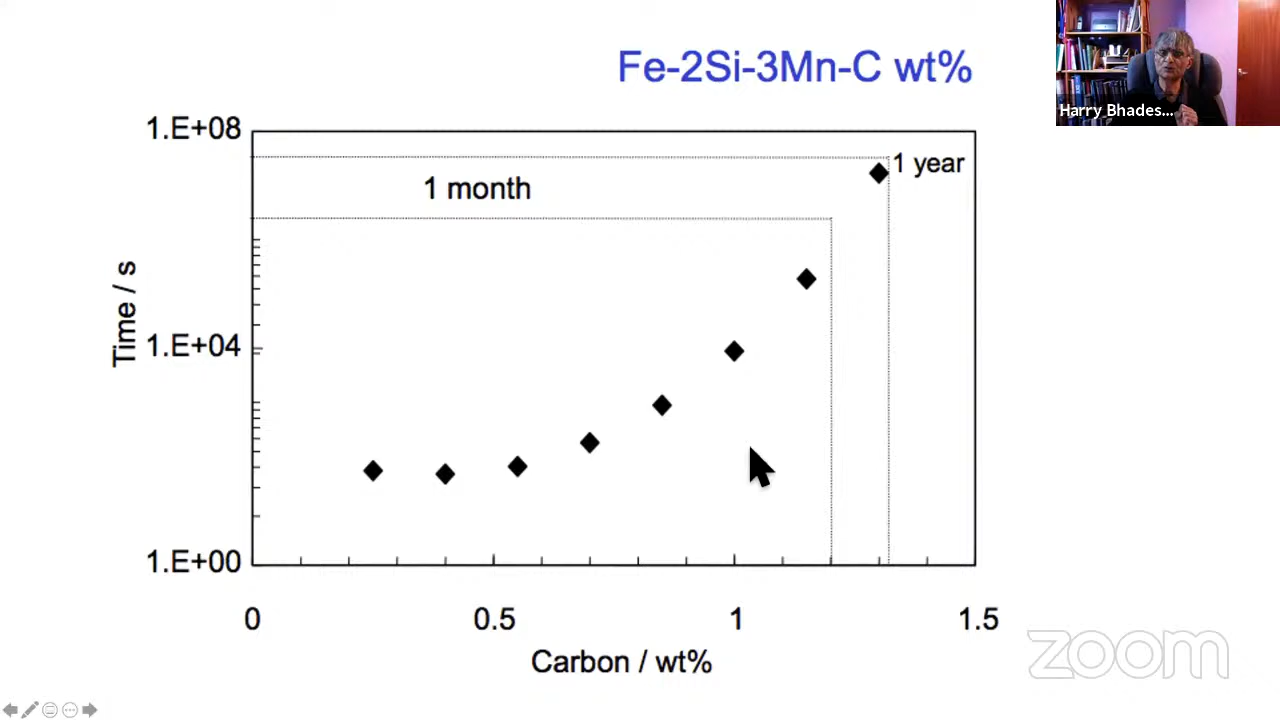 Fe-2Si-3Mn-C wt%
Harry Bhades...
1.E+08
1 year
1 month
Time / s
1.E+04
1.E+00
0
0.5
1
1.5
Carbon / wt%
zoom